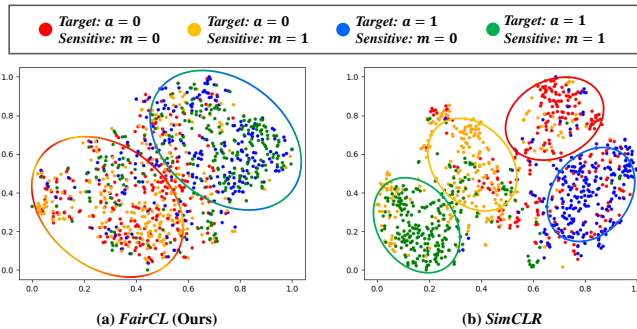 Target: a = 0
Sensitive: m = 0
Target: a = 0
Sensitive: m = 1
Target: a = 1
Sensitive: m = 0
Target: a = 1
Sensitive: m = 1
1.0
0.8
0.6
0.4
0.2
0.0
0.0 0.2 0.4 0.6 0.8 1.0
1.0
0.8
0.6
0.4
0.2
0.0
0.0 0.2 0.4 0.6 0.8 1.0
(a) FairCL (Ours)
(b) SimCLR